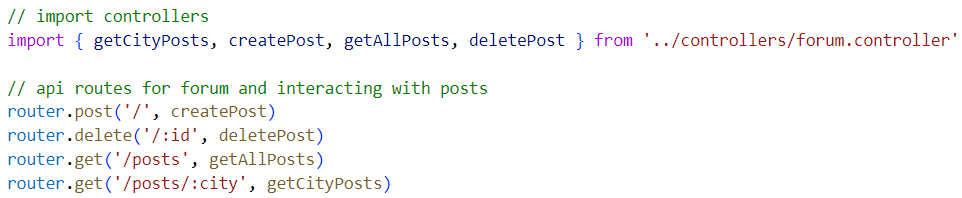 // import controllers
import { getCityPosts, createPost, getAllPosts, deletePost } from '../controllers/forum.controller'
// api routes for forum and interacting with posts
router.post('/', createPost)
router.delete('/:id', deletePost)
router.get('/posts', getAllPosts)
router.get('/posts/:city', getCityPosts)